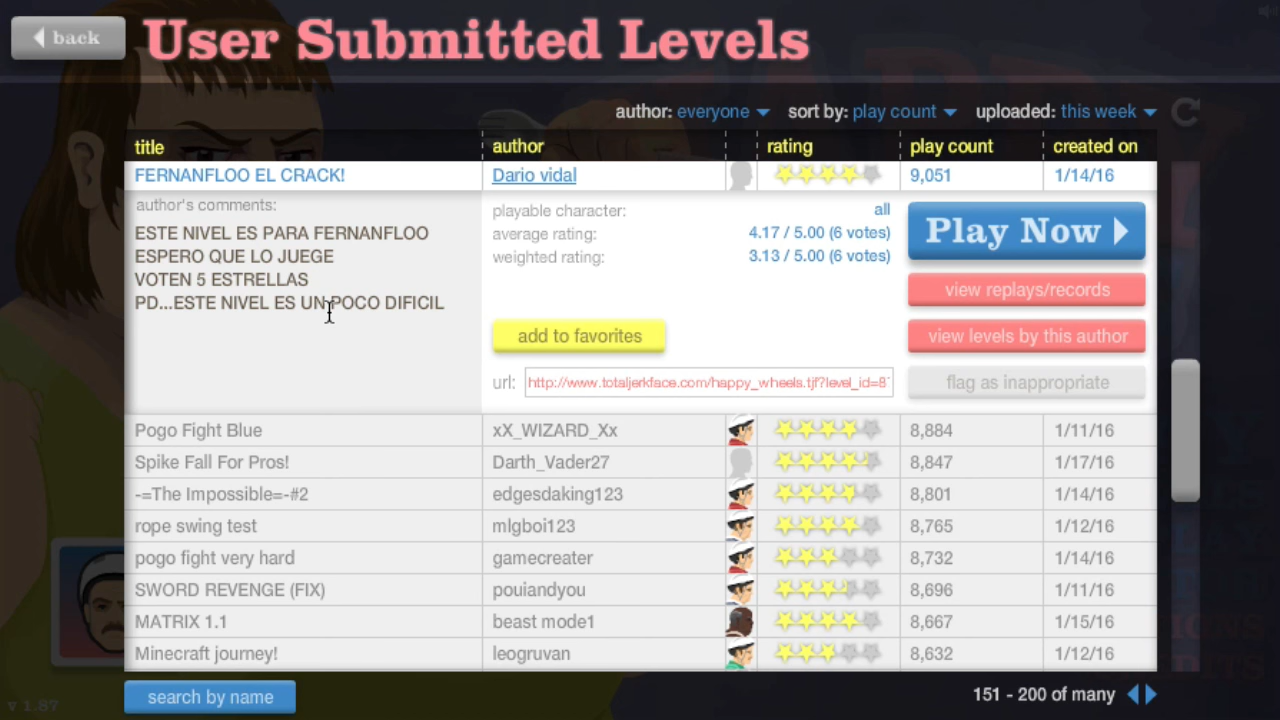 back
User Submitted Levels
author: everyone sort by: play count uploaded: this week
title author rating play count created on
FERNANFLOO EL CRACK! Dario vidal 9,051 1/14/16
author's comments:
ESTE NIVEL ES PARA FERNANFLOO
ESPERO QUE LO JUEGE
VOTEN 5 ESTRELLAS
PD...ESTE NIVEL ES UN POCO DIFICIL
playable character: all
average rating: 4.17 / 5.00 (6 votes)
weighted rating: 3.13 / 5.00 (6 votes)
add to favorites
url: http://www.totaljerkface.com/happy_wheels.tjf?level_id=8
Play Now
view replays/records
view levels by this author
flag as inappropriate
Pogo Fight Blue xX_WIZARD_Xx 8,884 1/11/16
Spike Fall For Pros! Darth_Vader27 8,847 1/17/16
-=The Impossible=-#2 edgesdaking123 8,801 1/14/16
rope swing test mlgboi123 8,765 1/12/16
pogo fight very hard gamecreater 8,732 1/14/16
SWORD REVENGE (FIX) pouiandyou 8,696 1/11/16
MATRIX 1.1 beast mode1 8,667 1/15/16
Minecraft journey! leogruvan 8,632 1/12/16
search by name
151 - 200 of many
v 1.87